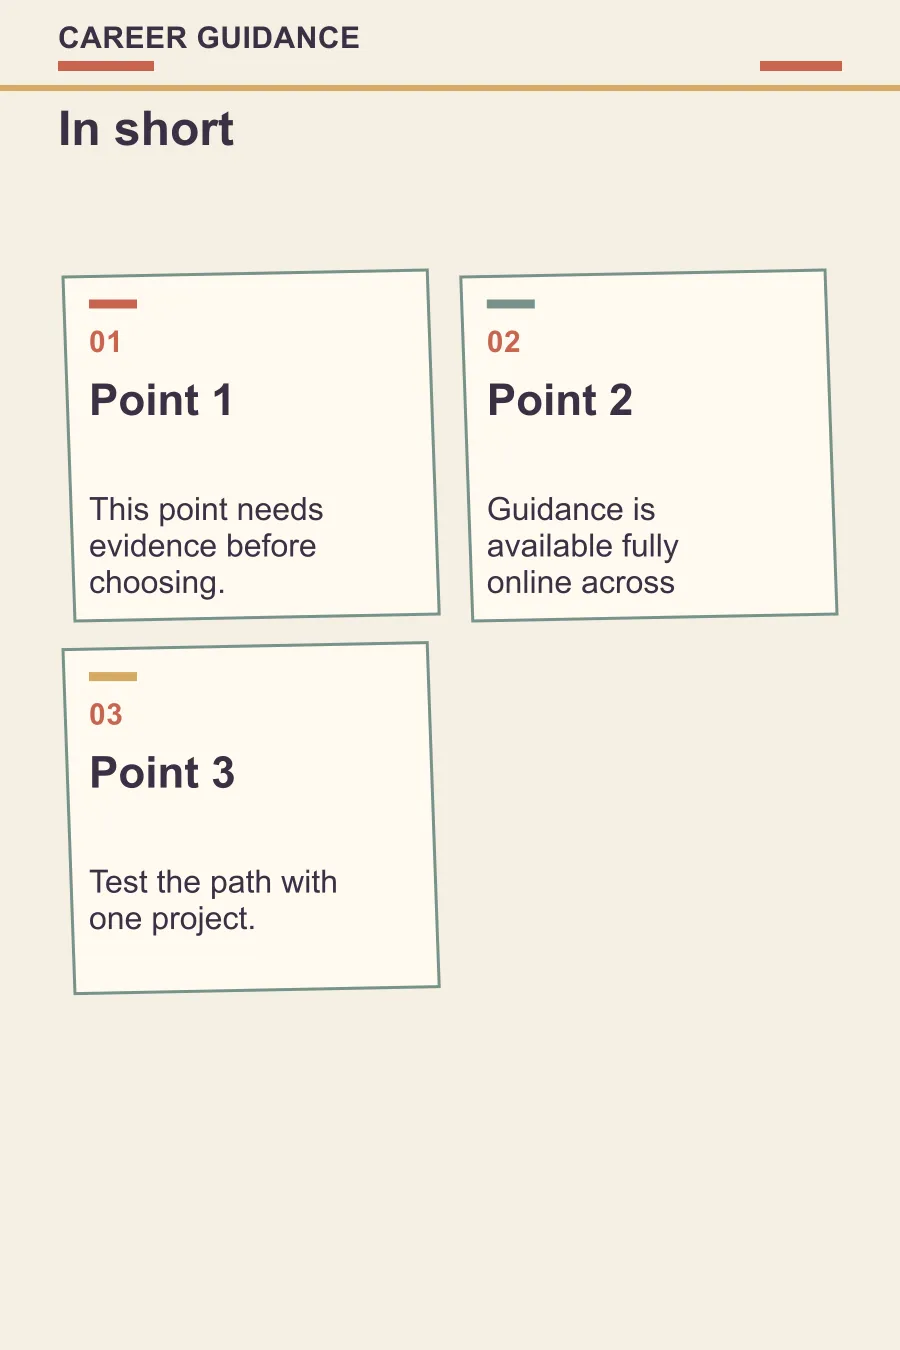 CAREER GUIDANCE
In short
01
Point 1
This point needs
evidence before
choosing.
02
Point 2
Guidance is
available fully
online across
03
Point 3
Test the path with
one project.